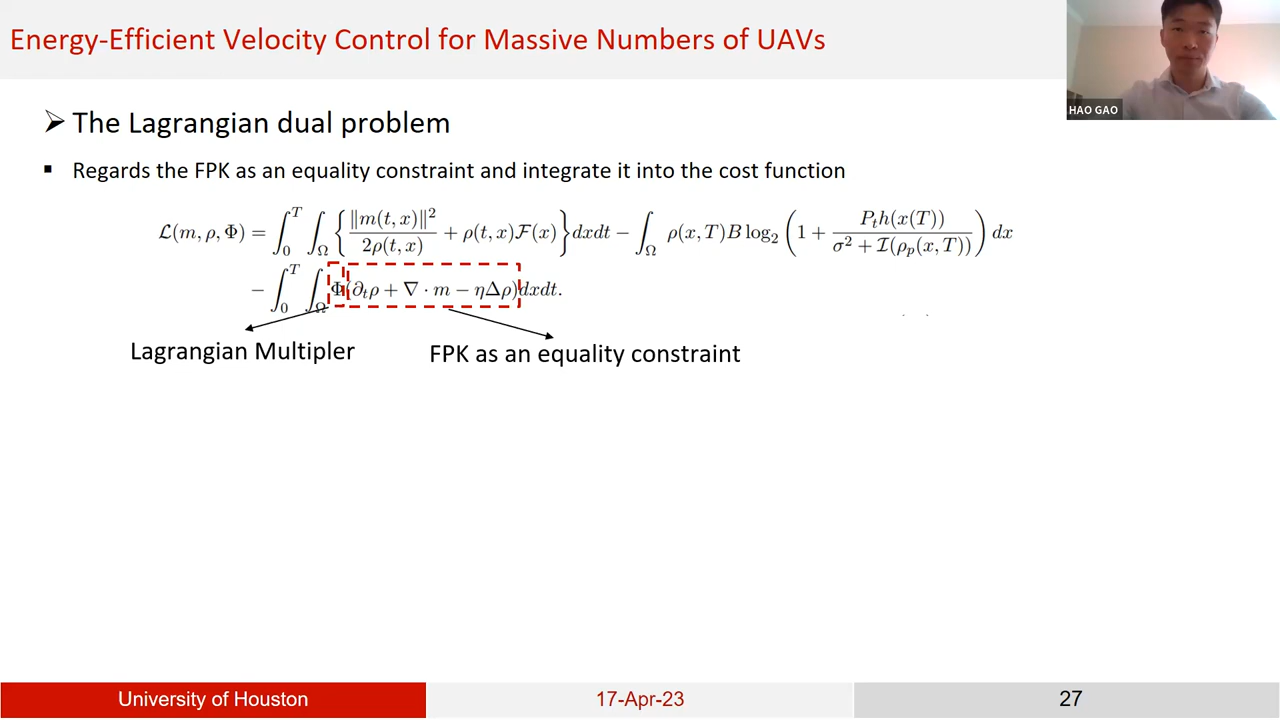 Energy-Efficient Velocity Control for Massive Numbers of UAVs
HAO GAO
➤ The Lagrangian dual problem
▪ Regards the FPK as an equality constraint and integrate it into the cost function
ℒ(m, ρ, Φ) = ∫_0^T ∫_Ω { ‖m(t, x)‖² / 2ρ(t, x) + ρ(t, x)ℱ(x) } dxdt − ∫_Ω ρ(x, T)B log₂ ( 1 + P_t h(x(T)) / σ² + ℐ(ρ_p(x, T)) ) dx
− ∫_0^T ∫_Ω Φ(∂_tρ + ∇ · m − ηΔρ)dxdt.
Lagrangian Multipler
FPK as an equality constraint
University of Houston
17-Apr-23
27